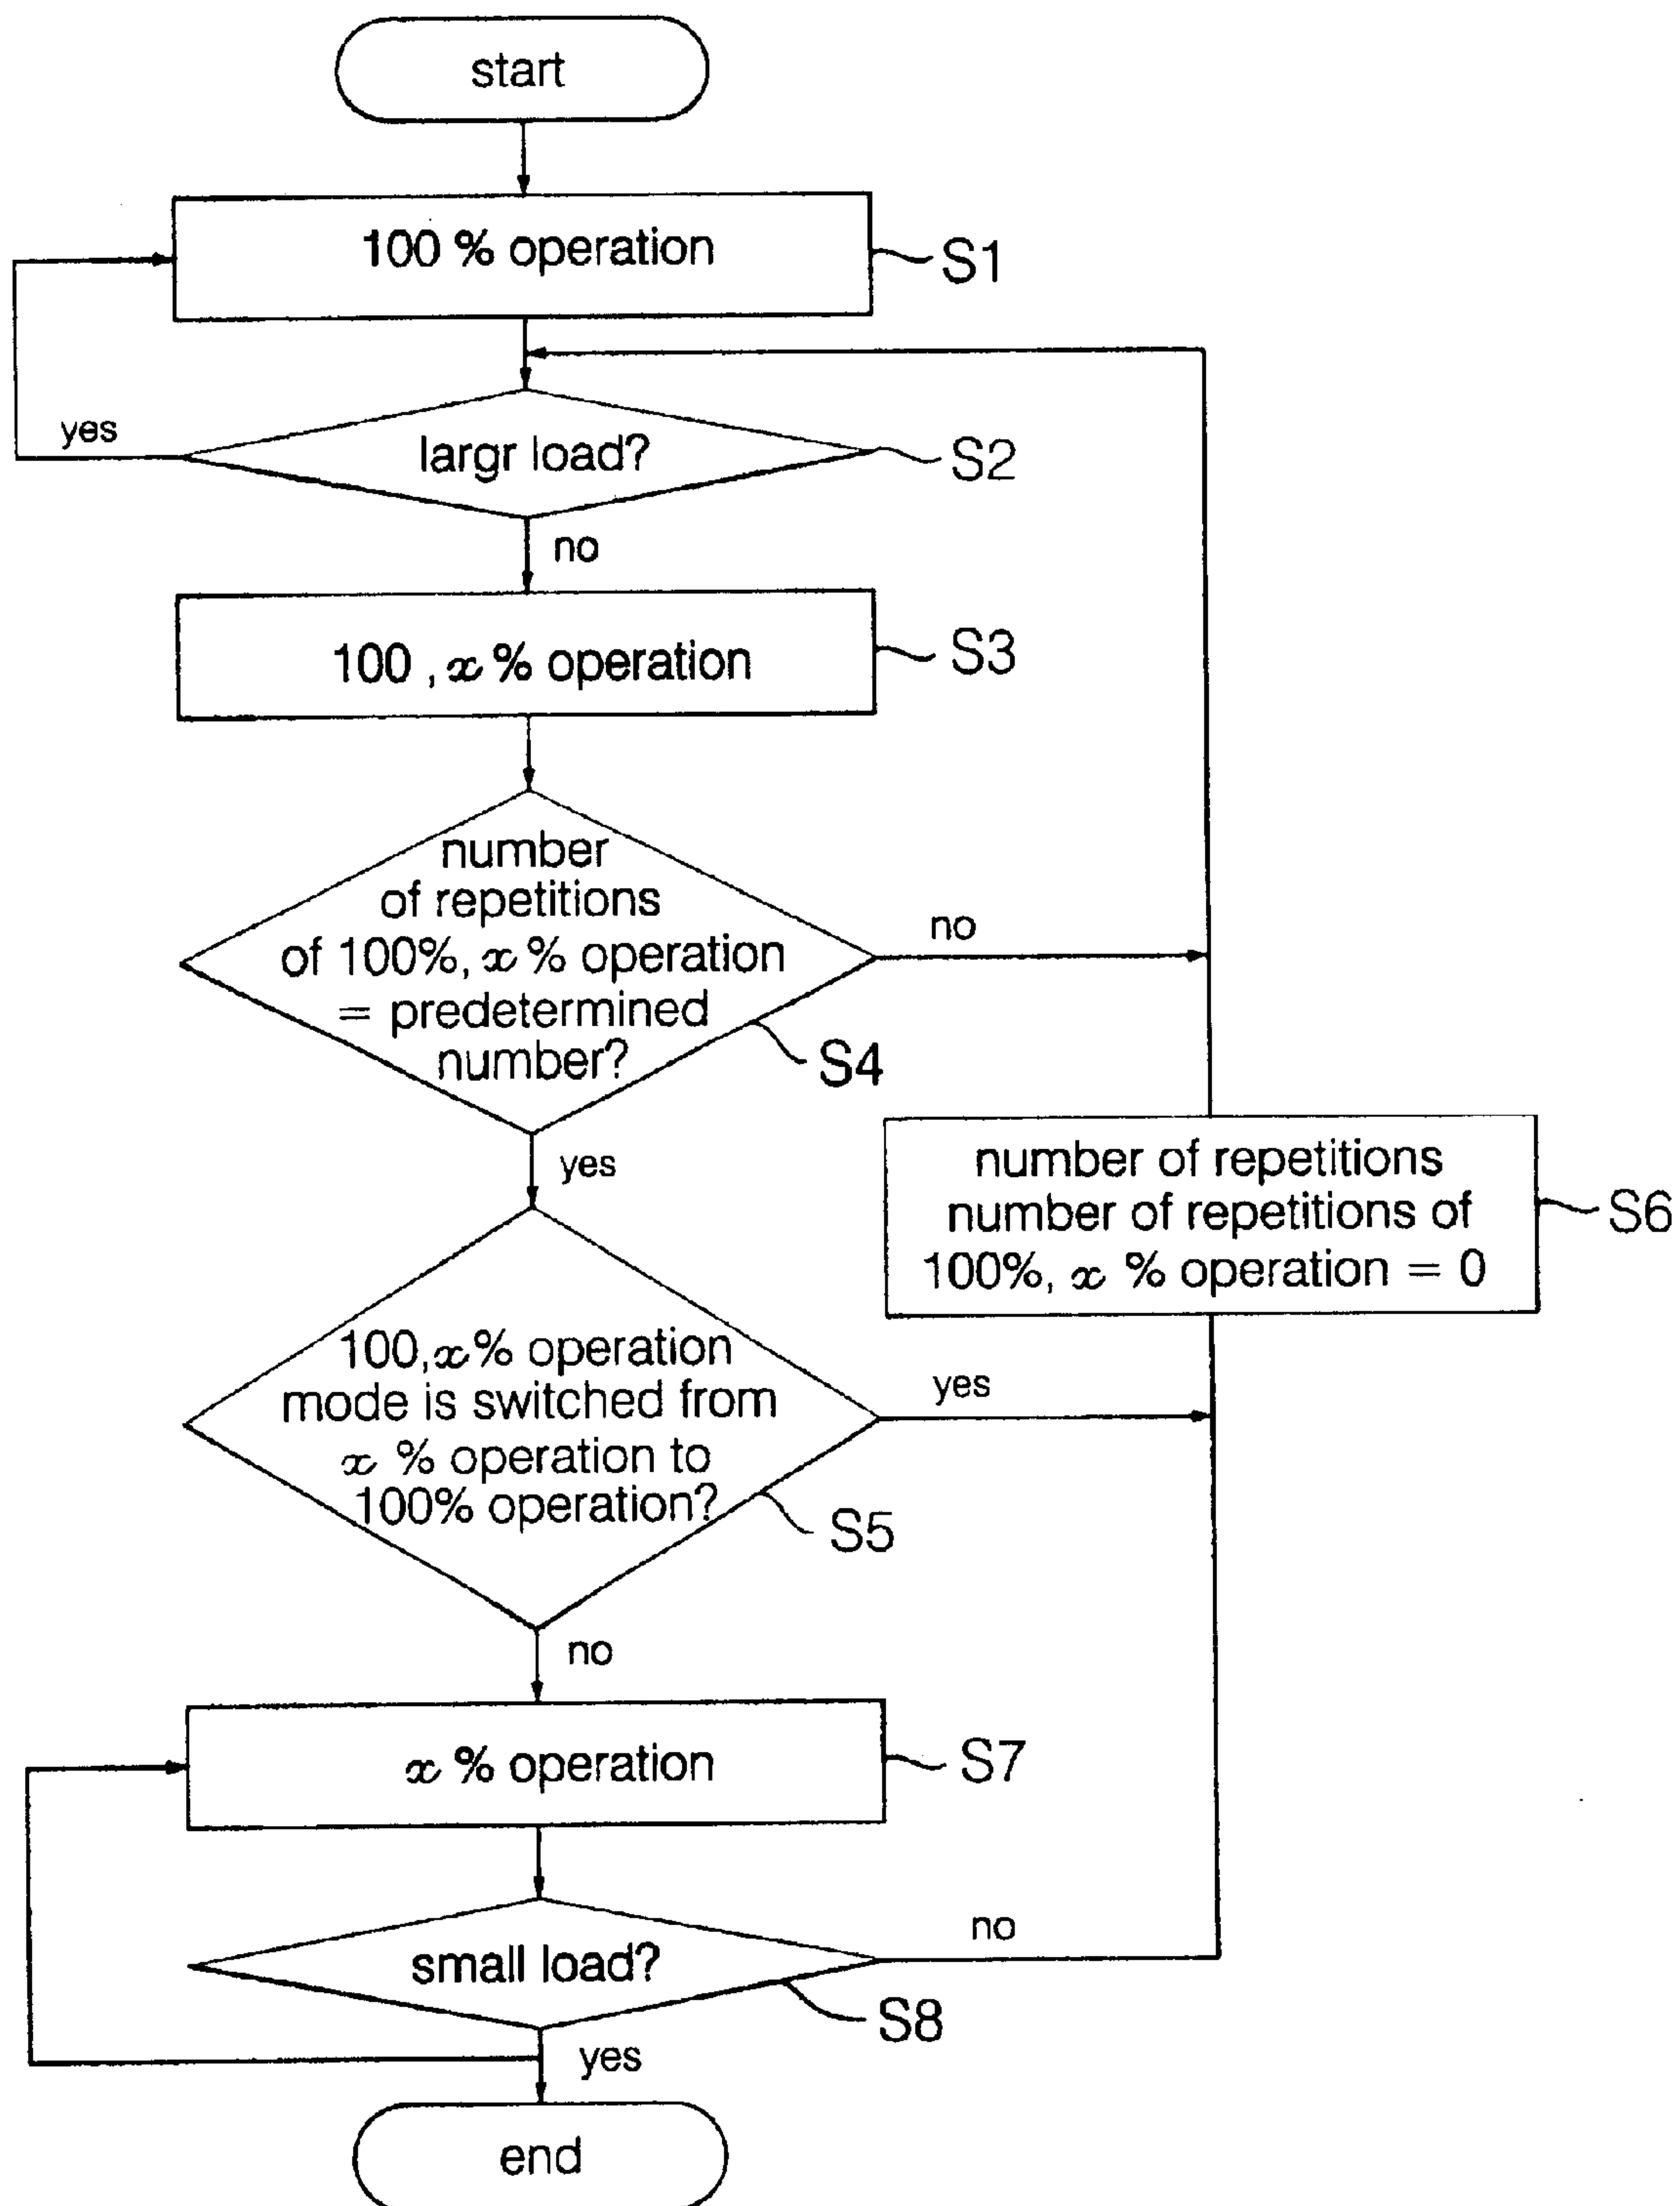 start
100 % operation
S1
yes
largr load?
S2
no
100 , x % operation
S3
number
of repetitions
of 100%, x % operation
= predetermined
number?
no
S4
yes
number of repetitions
number of repetitions of
100%, x % operation = 0
S6
100,x% operation
mode is switched from
x % operation to
100% operation?
yes
S5
no
x % operation
S7
small load?
no
S8
yes
end